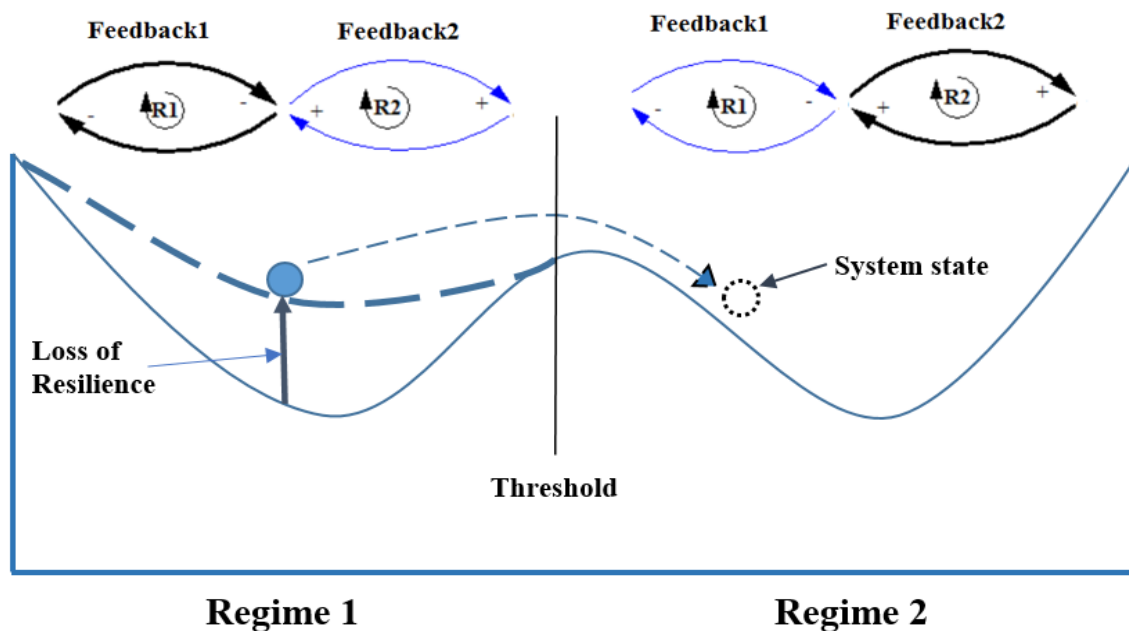 Feedback1
Feedback2
Feedback1
Feedback2
- R1 -
+ R2 +
- R1 -
+ R2 +
System state
Loss of
Resilience
Threshold
Regime 1
Regime 2